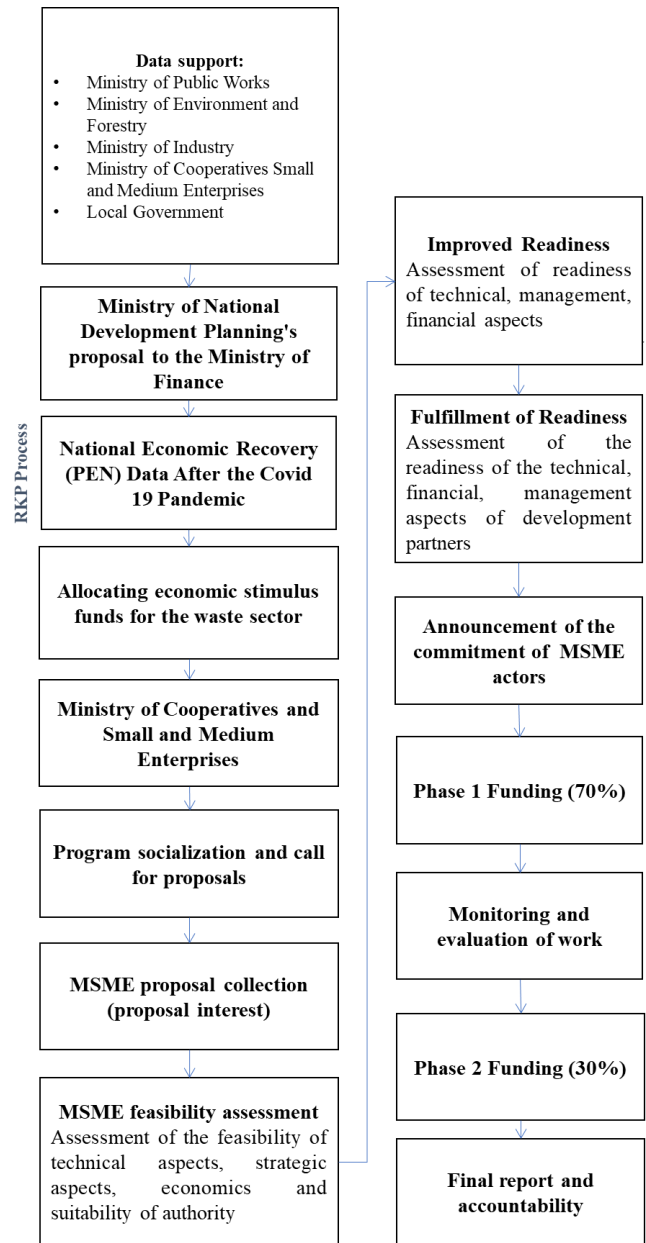 Data support:
• Ministry of Public Works
• Ministry of Environment and
Forestry
• Ministry of Industry
• Ministry of Cooperatives Small
and Medium Enterprises
• Local Government
Ministry of National
Development Planning's
proposal to the Ministry of
Finance
RKP Process
National Economic Recovery
(PEN) Data After the Covid
19 Pandemic
Allocating economic stimulus
funds for the waste sector
Ministry of Cooperatives and
Small and Medium
Enterprises
Program socialization and call
for proposals
MSME proposal collection
(proposal interest)
MSME feasibility assessment
Assessment of the feasibility of
technical aspects, strategic
aspects, economics and
suitability of authority
Improved Readiness
Assessment of readiness
of technical, management,
financial aspects
Fulfillment of Readiness
Assessment of the
readiness of the technical,
financial, management
aspects of development
partners
Announcement of the
commitment of MSME
actors
Phase 1 Funding (70%)
Monitoring and
evaluation of work
Phase 2 Funding (30%)
Final report and
accountability